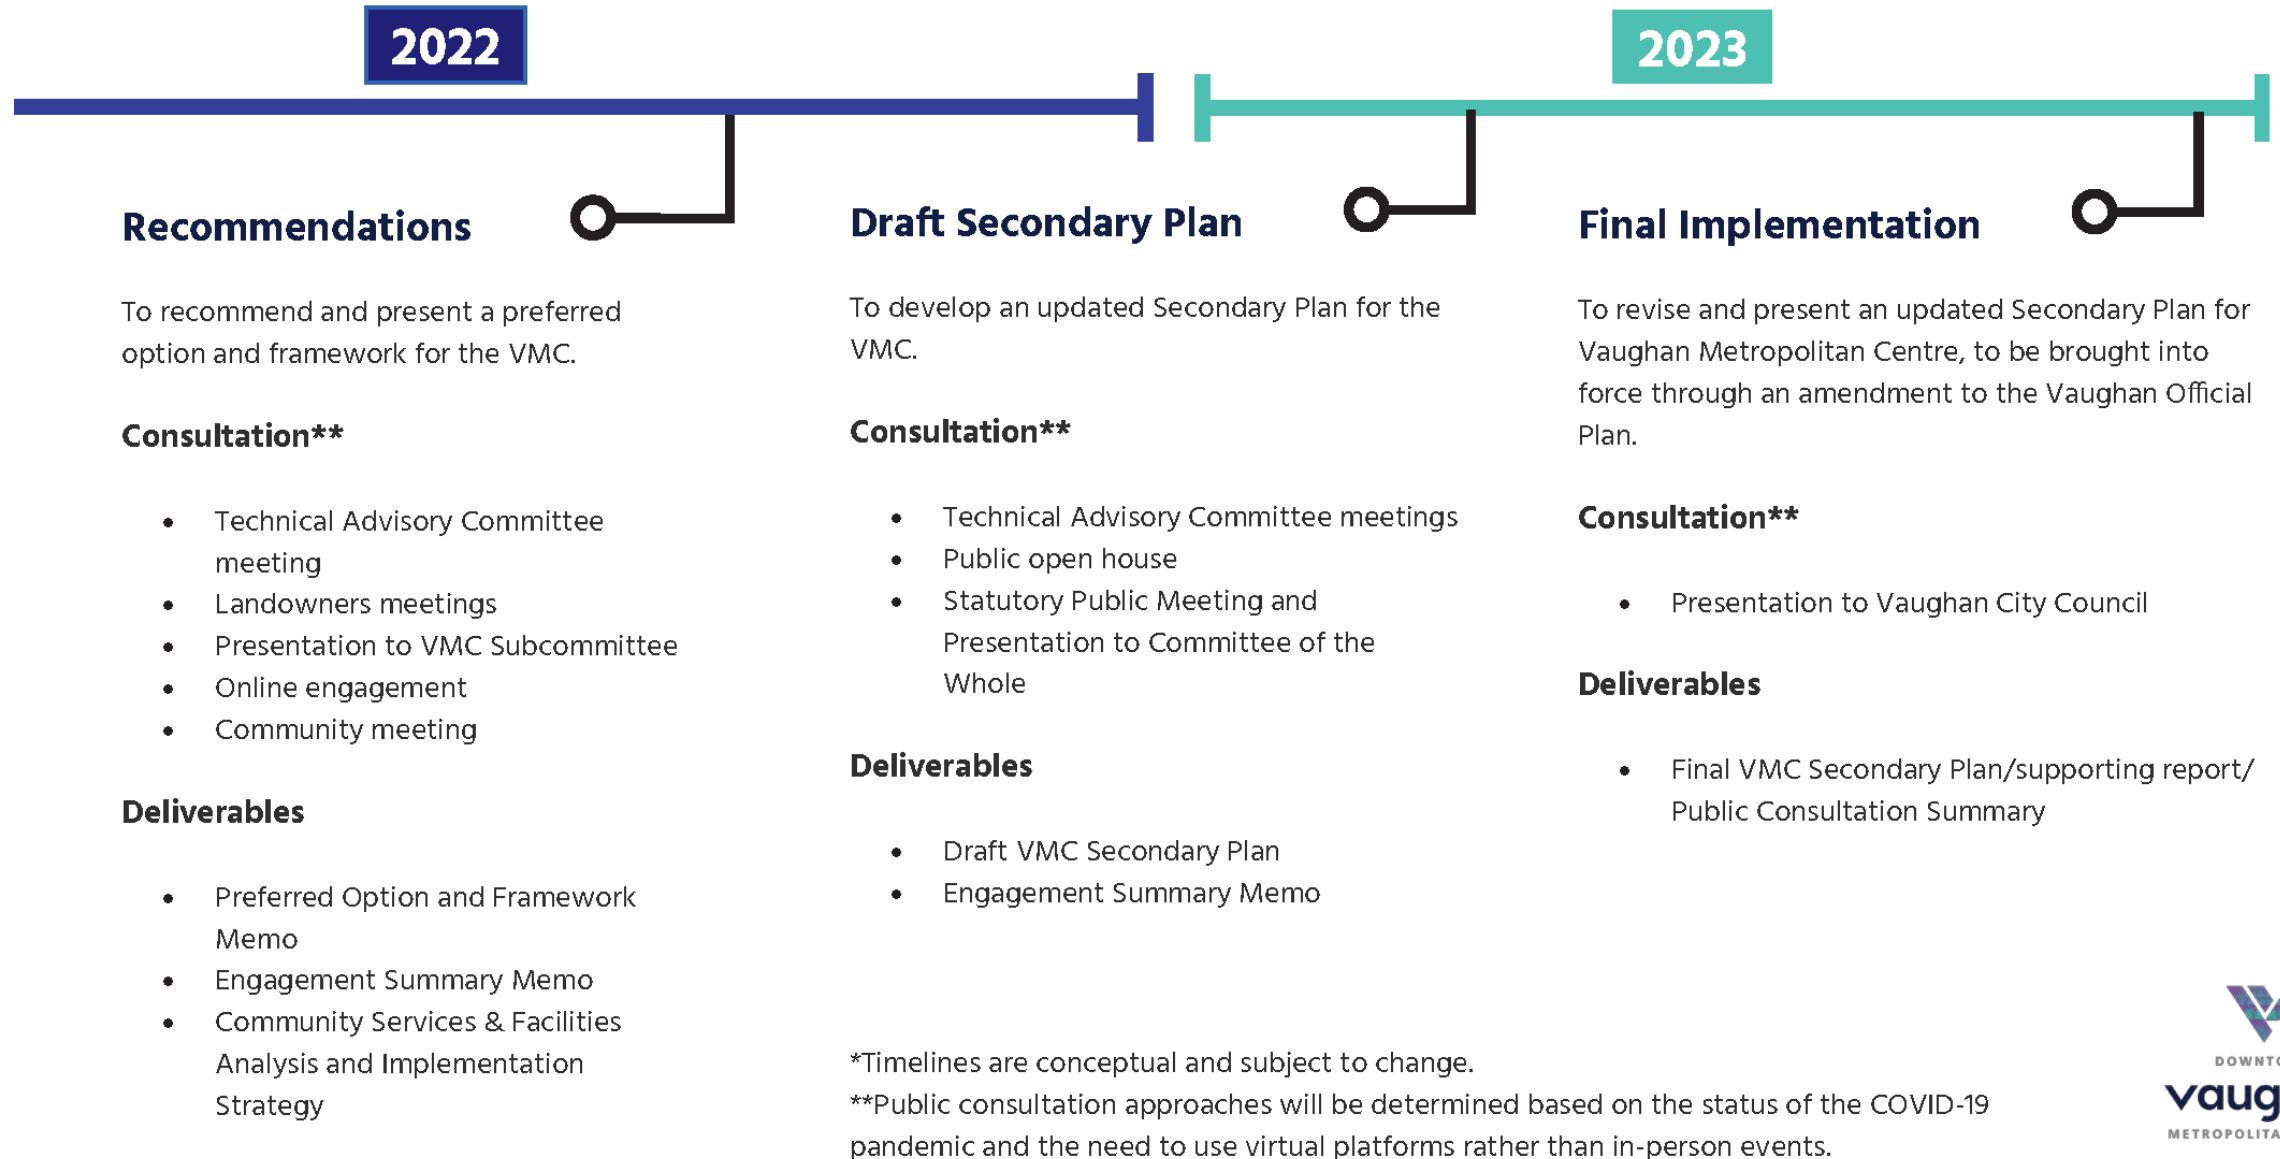 2022
2023
Recommendations
To recommend and present a preferred
option and framework for the VMC.
Consultation**
• Technical Advisory Committee
meeting
• Landowners meetings
• Presentation to VMC Subcommittee
• Online engagement
• Community meeting
Deliverables
• Preferred Option and Framework
Memo
• Engagement Summary Memo
• Community Services & Facilities
Analysis and Implementation
Strategy
Draft Secondary Plan
To develop an updated Secondary Plan for the
VMC.
Consultation**
• Technical Advisory Committee meetings
• Public open house
• Statutory Public Meeting and
Presentation to Committee of the
Whole
Deliverables
• Draft VMC Secondary Plan
• Engagement Summary Memo
Final Implementation
To revise and present an updated Secondary Plan for
Vaughan Metropolitan Centre, to be brought into
force through an amendment to the Vaughan Official
Plan.
Consultation**
• Presentation to Vaughan City Council
Deliverables
• Final VMC Secondary Plan/supporting report/
Public Consultation Summary
*Timelines are conceptual and subject to change.
**Public consultation approaches will be determined based on the status of the COVID-19
pandemic and the need to use virtual platforms rather than in-person events.